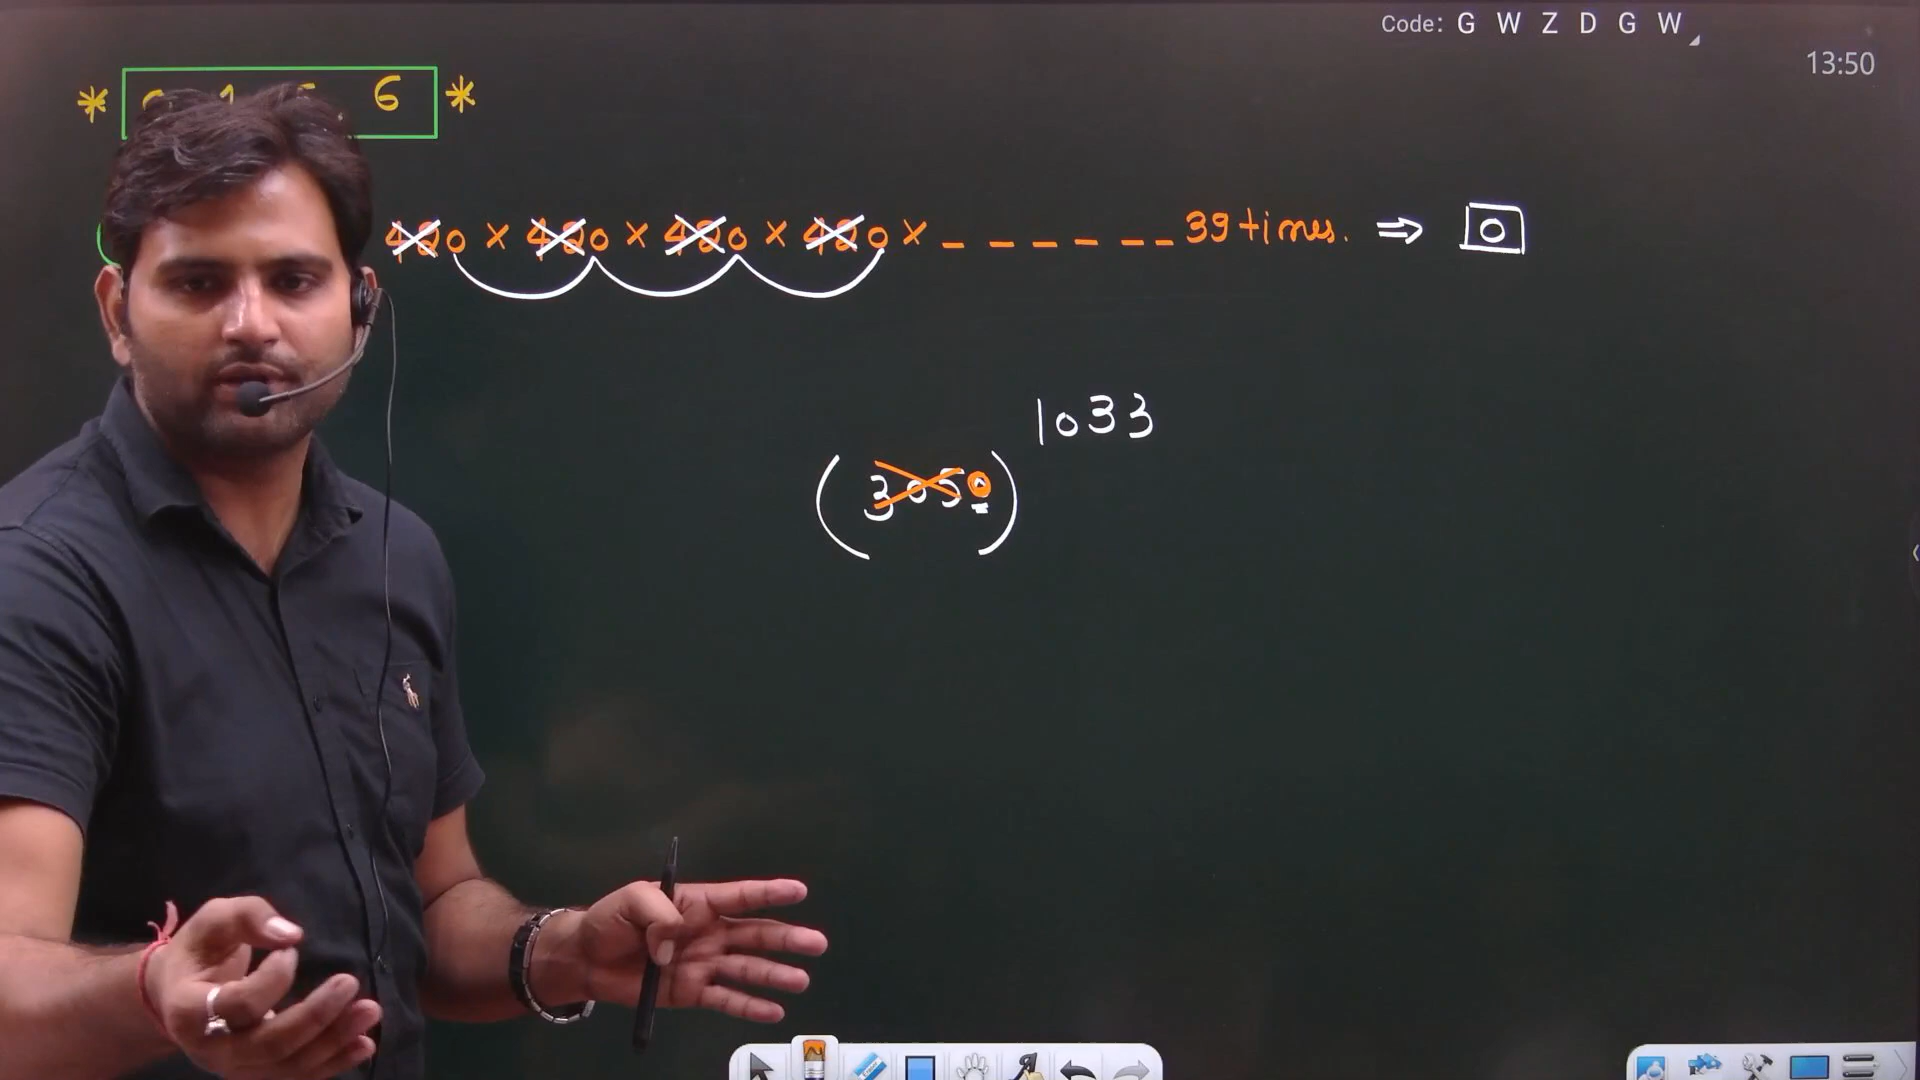 Code: G W Z D G W
13:50
* 6 *
420 × 420 × 420 × 420 × _ _ _ _ _ _ 39 times. ⇒ 0
(3050)^1033